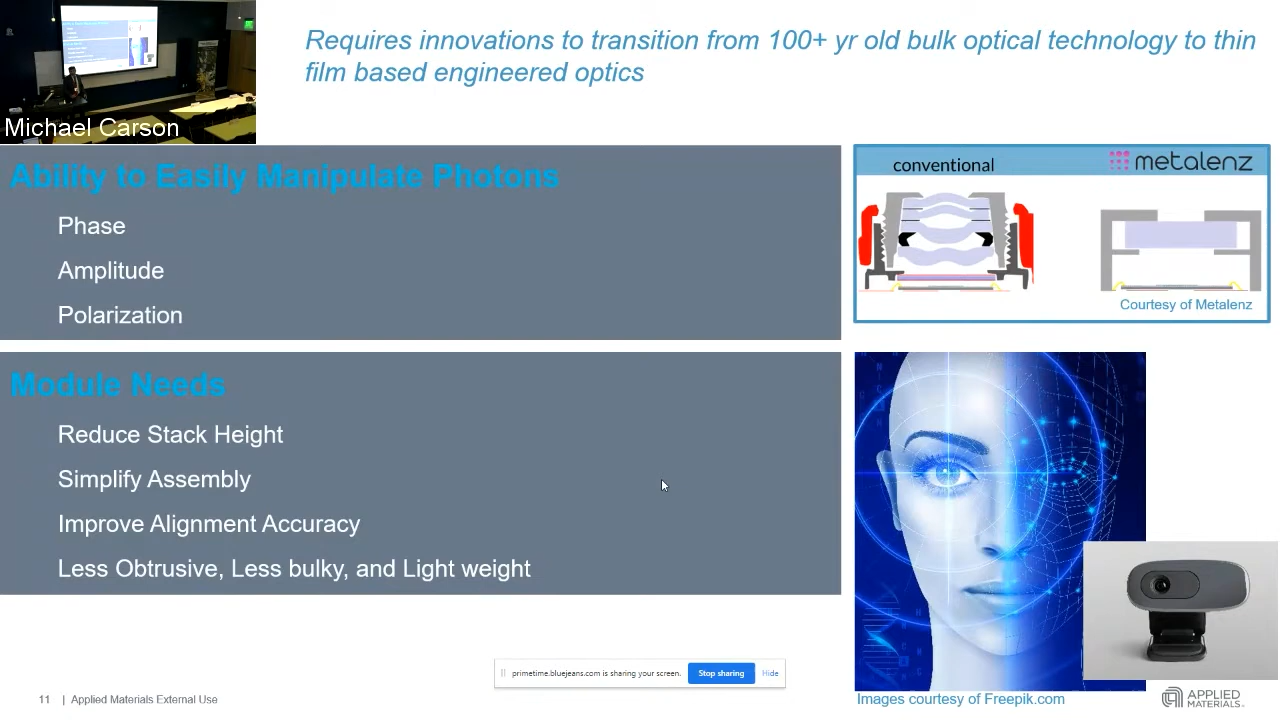 Requires innovations to transition from 100+ yr old bulk optical technology to thin
film based engineered optics
Michael Carson
Ability to Easily Manipulate Photons
Phase
Amplitude
Polarization
conventional
metalenz
Courtesy of Metalenz
Module Needs
Reduce Stack Height
Simplify Assembly
Improve Alignment Accuracy
Less Obtrusive, Less bulky, and Light weight
primetime.bluejeans.com is sharing your screen.
Stop sharing
Hide
11 | Applied Materials External Use
Images courtesy of Freepik.com
APPLIED
MATERIALS